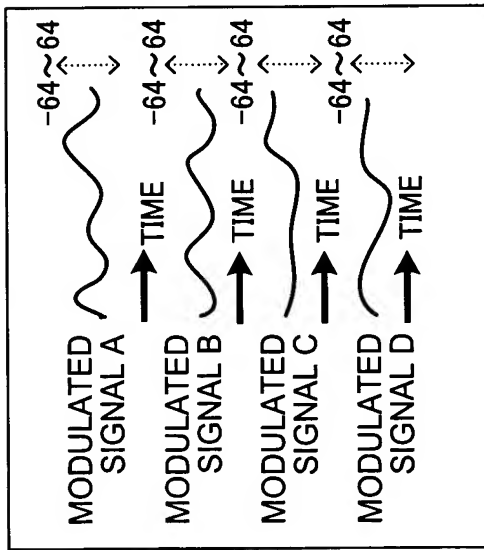 MODULATED
SIGNAL A
-64~64
TIME
MODULATED
SIGNAL B
-64~64
TIME
MODULATED
SIGNAL C
-64~64
TIME
MODULATED
SIGNAL D
-64~64
TIME